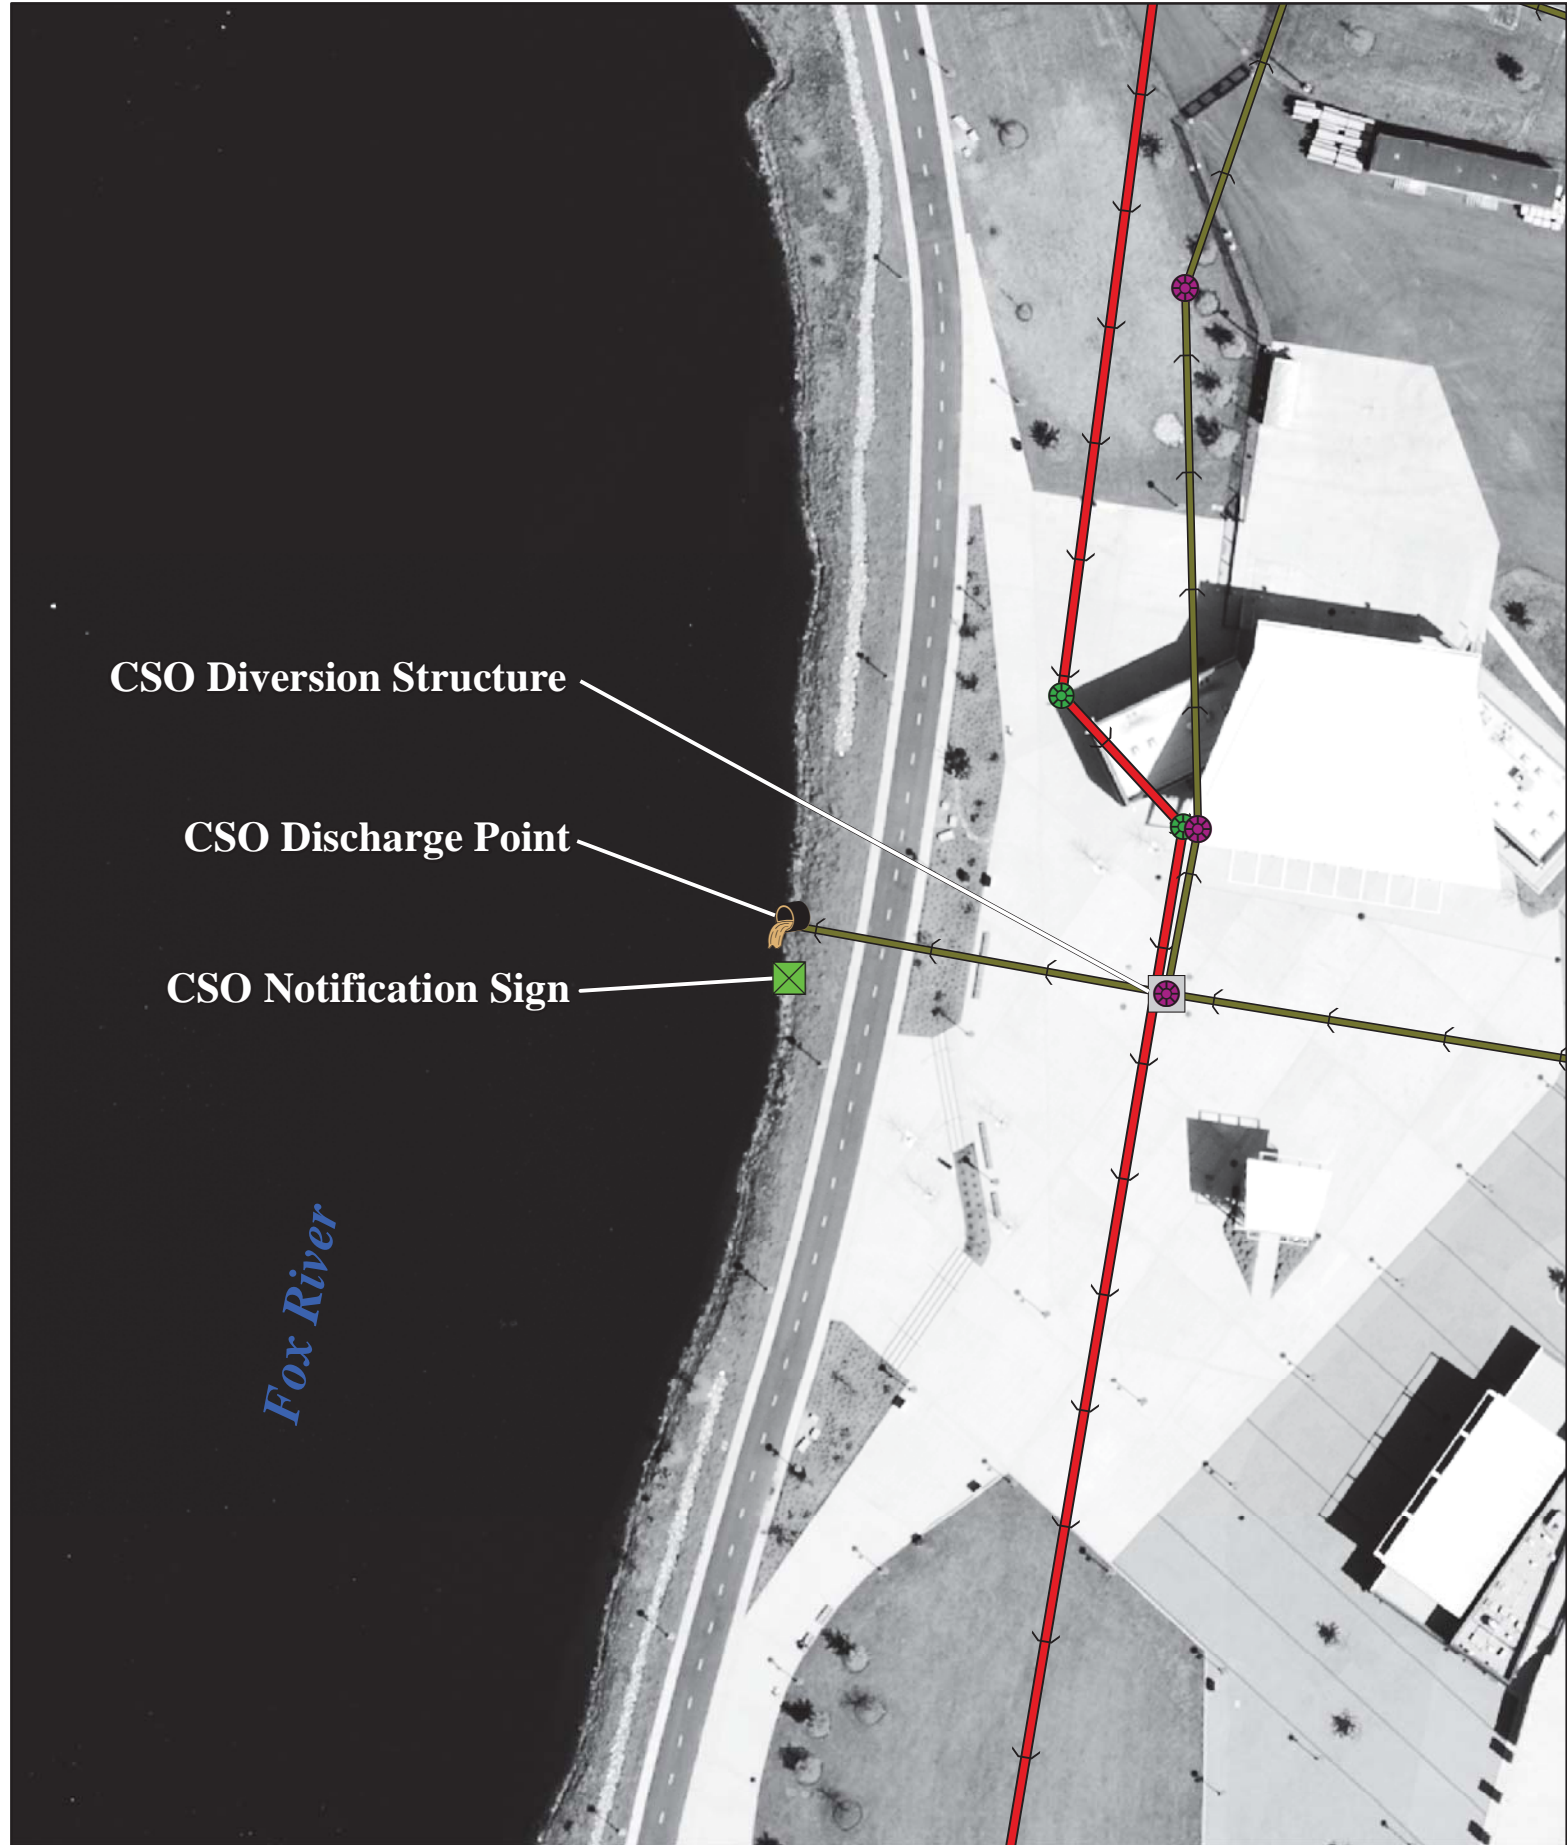 CSO Diversion Structure
CSO Discharge Point
CSO Notification Sign
Fox River